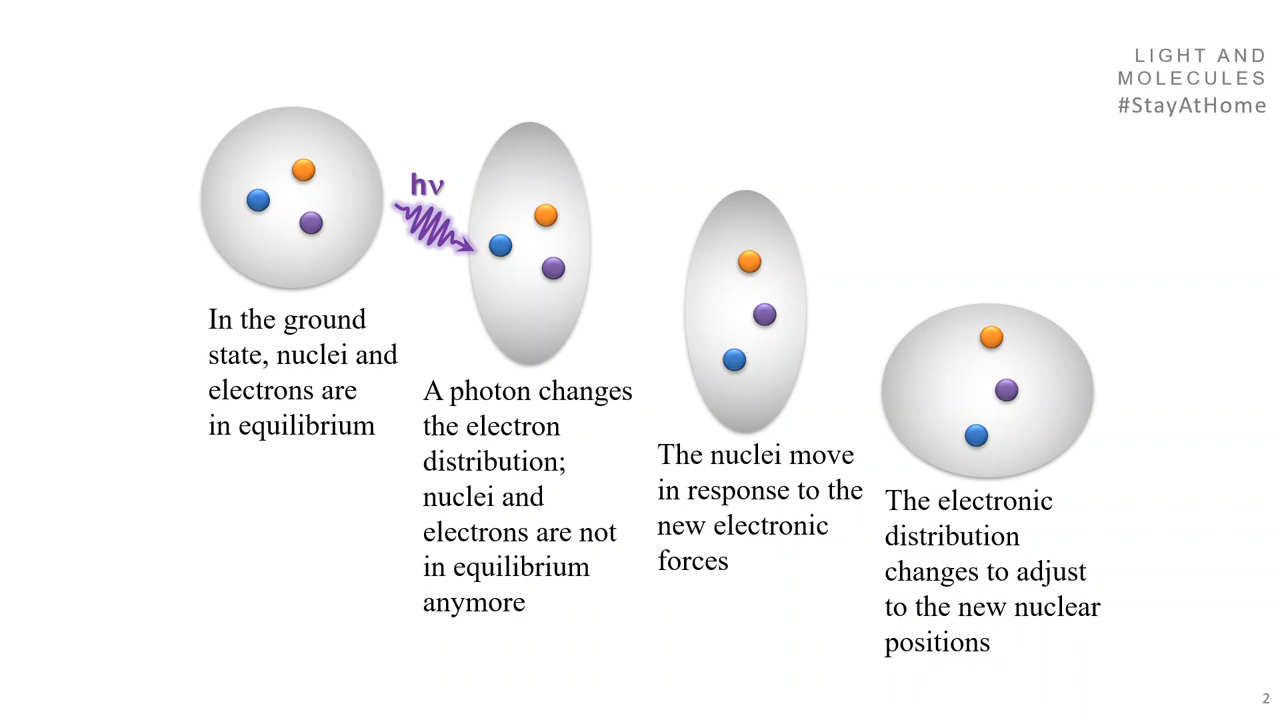 LIGHT AND
MOLECULES
#StayAtHome
hν
In the ground
state, nuclei and
electrons are
in equilibrium
A photon changes
the electron
distribution;
nuclei and
electrons are not
in equilibrium
anymore
The nuclei move
in response to the
new electronic
forces
The electronic
distribution
changes to adjust
to the new nuclear
positions
2